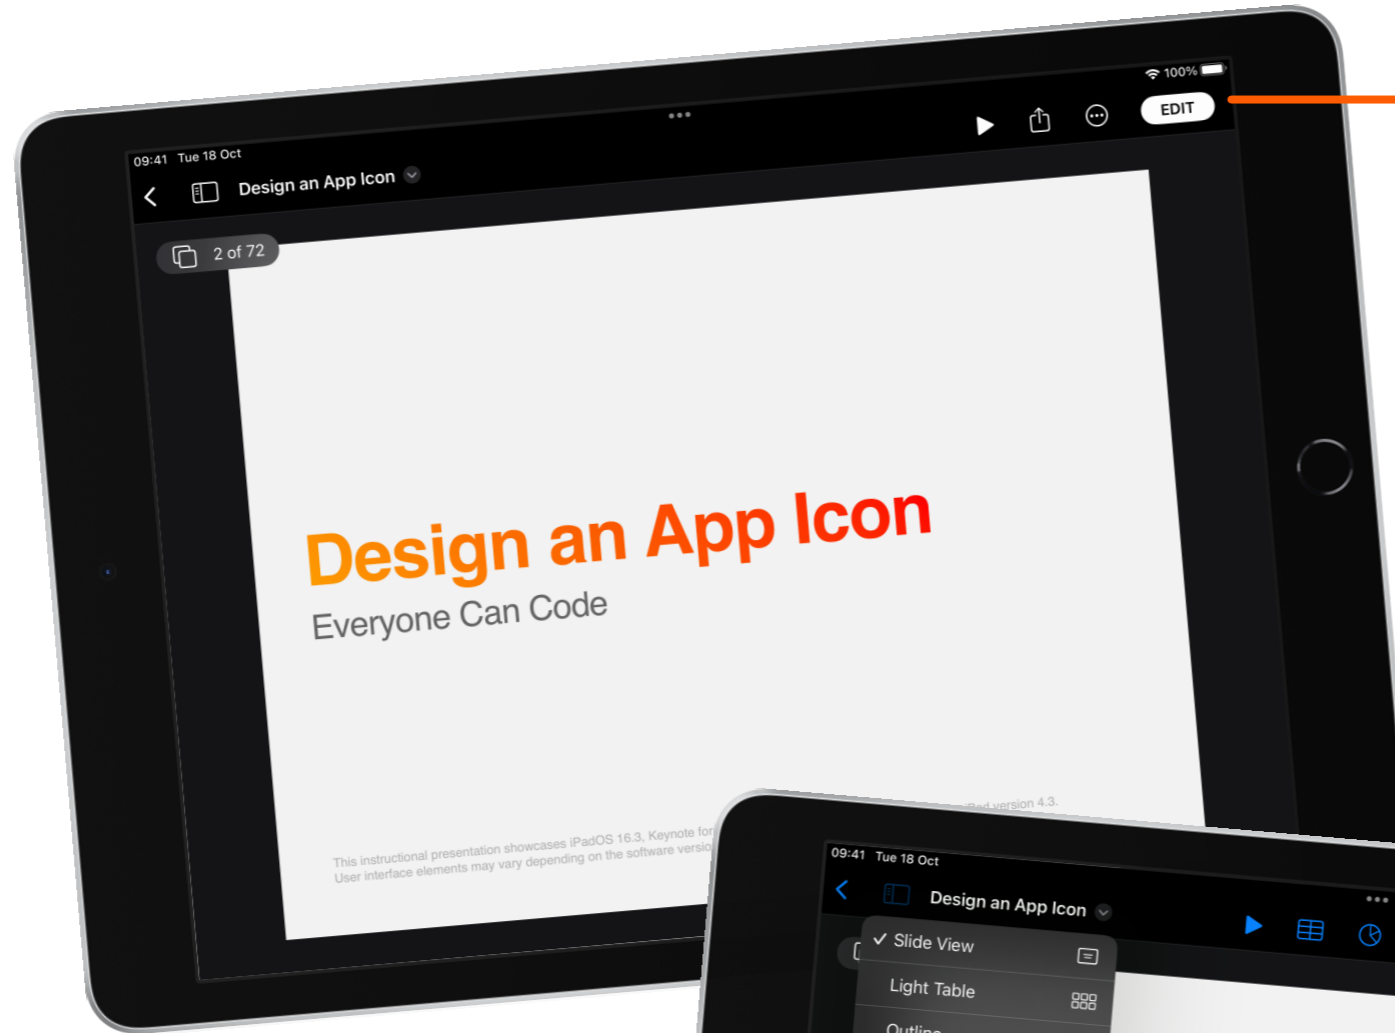 09:41 Tue 18 Oct
100%
Design an App Icon
EDIT
2 of 72
Design an App Icon
Everyone Can Code
This instructional presentation showcases iPadOS 16.3, Keynote for
version 4.3.
User interface elements may vary depending on the software
09:41 Tue 18 Oct
Design an App Icon
Slide View
Light Table
Outline